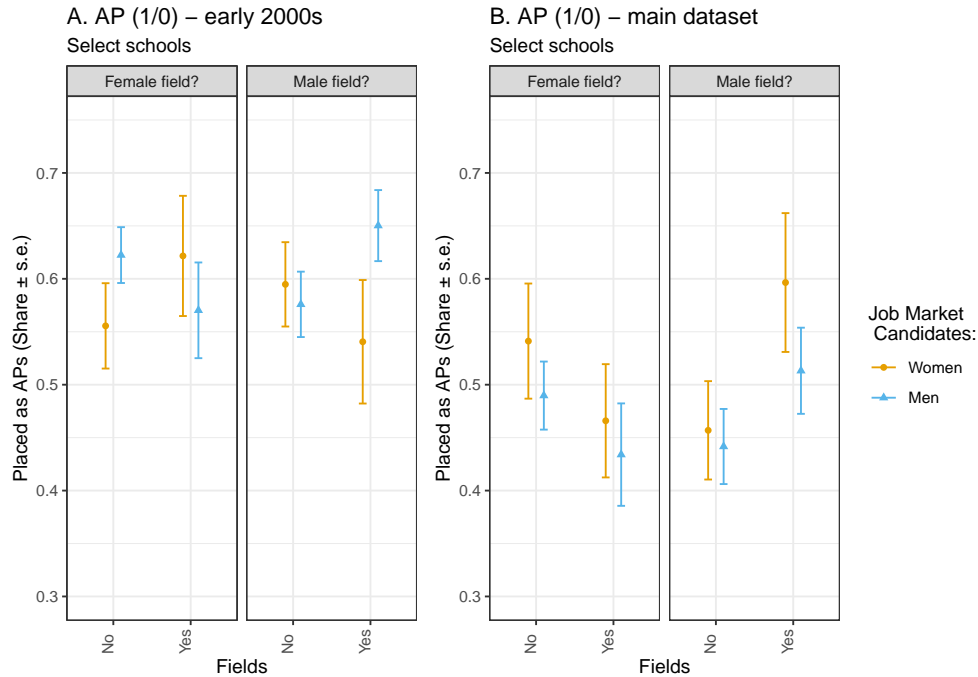 A. AP (1/0) – early 2000s
Select schools
Female field?
Male field?
Placed as APs (Share ± s.e.)
0.7
0.6
0.5
0.4
0.3
No
Yes
No
Yes
Fields
B. AP (1/0) – main dataset
Select schools
Female field?
Male field?
Placed as APs (Share ± s.e.)
0.7
0.6
0.5
0.4
0.3
No
Yes
No
Yes
Fields
Job Market
Candidates:
Women
Men